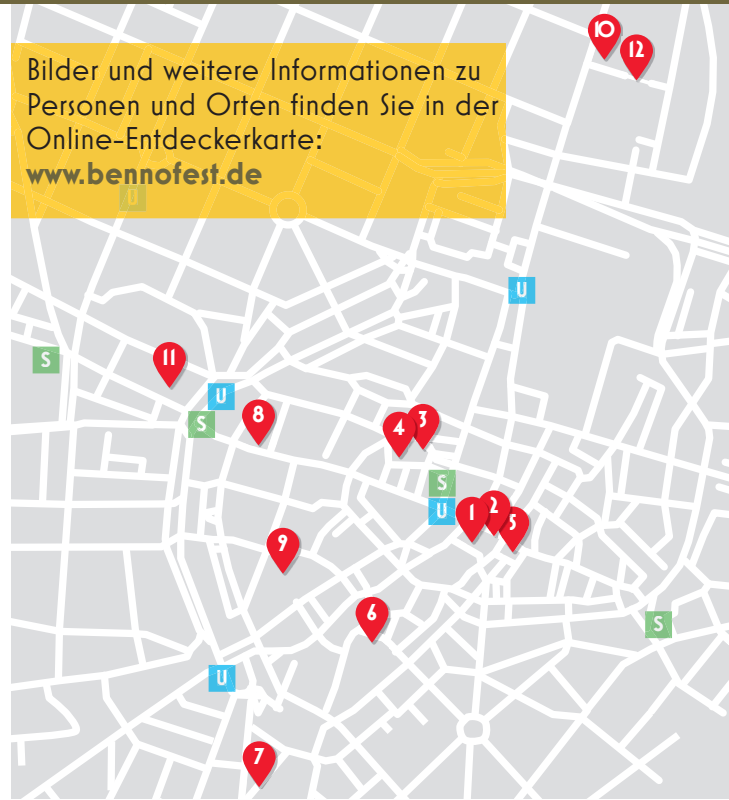 10
12
Bilder und weitere Informationen zu
Personen und Orten finden Sie in der
Online-Entdeckerkarte:
www.bennofest.de
U
U
S
11
U
8
S
4
3
S
U
1
2
5
9
6
S
U
7